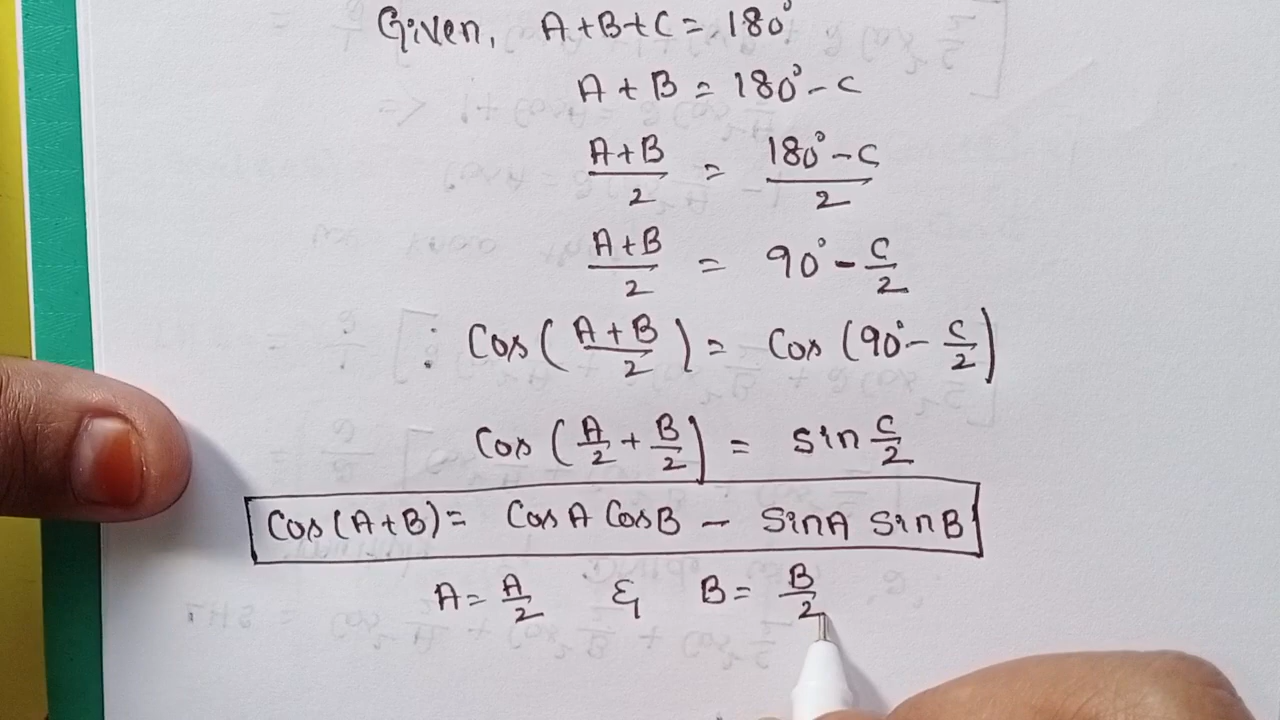 Given, A+B+C = 180°
A+B = 180°-C
A+B/2 = 180°-C/2
A+B/2 = 90° - C/2
: Cos(A+B/2) = Cos(90° - C/2)
Cos(A/2 + B/2) = sin C/2
Cos(A+B) = CosA CosB - SinA SinB
A = A/2 & B = B/2